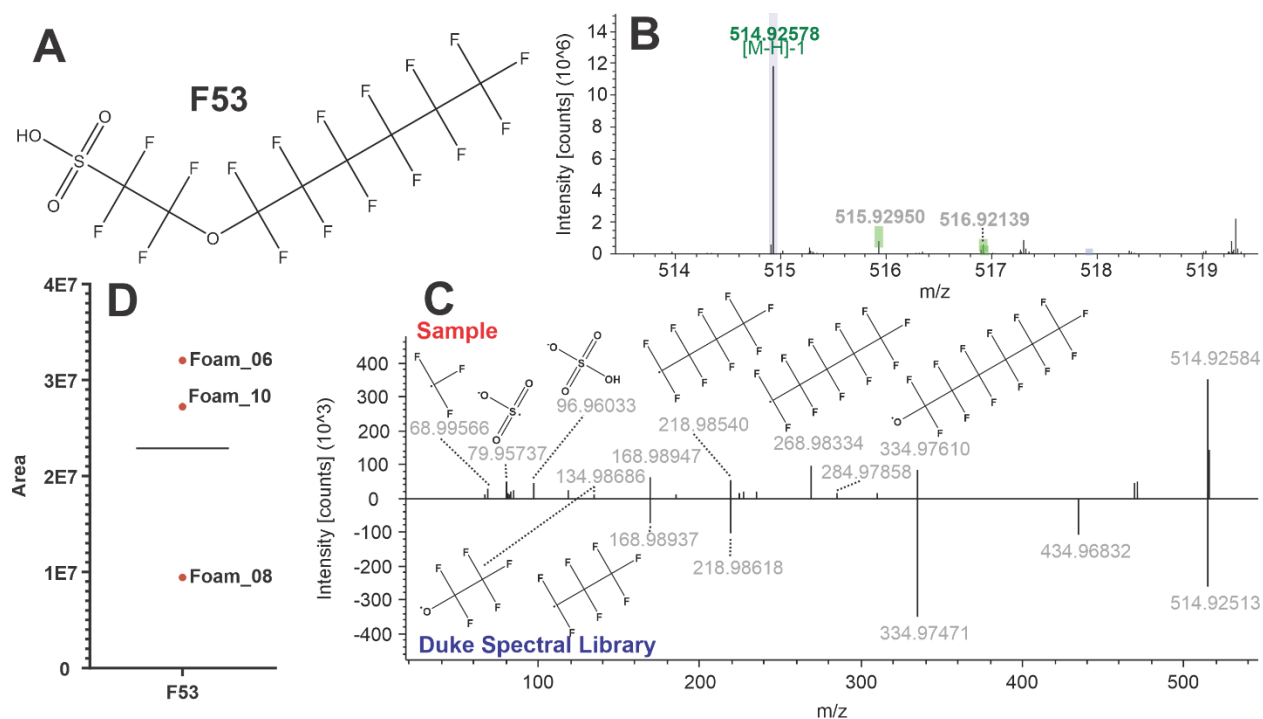 A
F53
HO
S
O
O
F
F
F
F
O
F
F
F
F
F
F
F
F
F
F
F
F
F
B
514.92578
[M-H]-1
515.92950
516.92139
Intensity [counts] (10^6)
14
12
10
8
6
4
2
0
514
515
516
517
518
519
m/z
D
4E7
3E7
2E7
1E7
0
Area
Foam_06
Foam_10
Foam_08
F53
C
Sample
Duke Spectral Library
Intensity [counts] (10^3)
400
300
200
100
0
-100
-200
-300
-400
68.99566
79.95737
96.96033
134.98686
168.98947
218.98540
268.98334
284.97858
334.97610
514.92584
168.98937
218.98618
334.97471
434.96832
514.92513
100
200
300
400
500
m/z